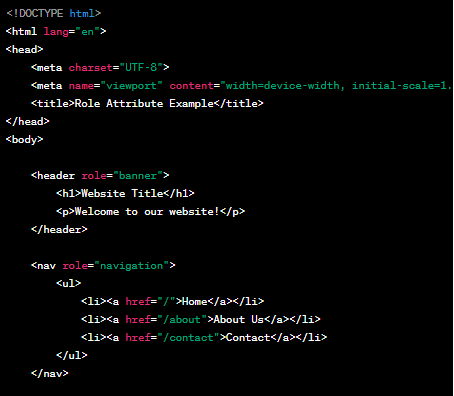 <!DOCTYPE html>
<html lang="en">
<head>
    <meta charset="UTF-8">
    <meta name="viewport" content="width=device-width, initial-scale=1.
    <title>Role Attribute Example</title>
</head>
<body>

    <header role="banner">
        <h1>Website Title</h1>
        <p>Welcome to our website!</p>
    </header>

    <nav role="navigation">
        <ul>
            <li><a href="/">Home</a></li>
            <li><a href="/about">About Us</a></li>
            <li><a href="/contact">Contact</a></li>
        </ul>
    </nav>